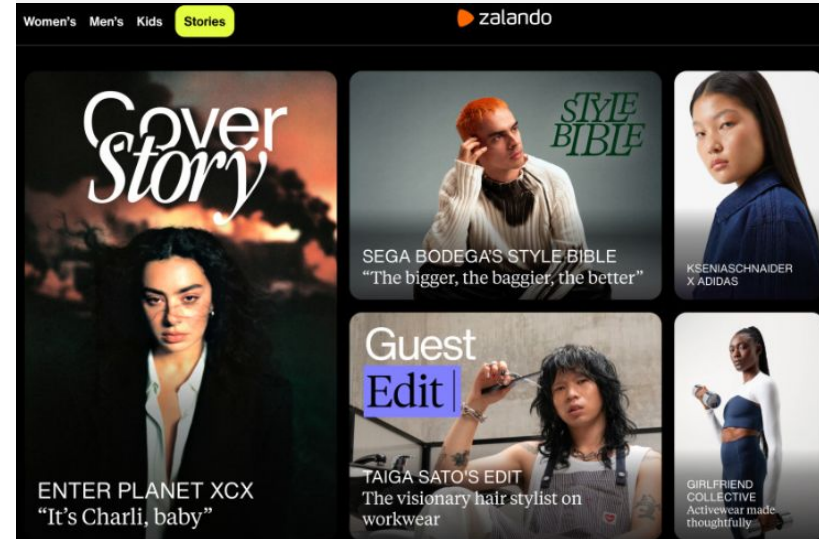 Women's Men's Kids Stories
zalando
Cover
Story
ENTER PLANET XCX
“It’s Charli, baby”
STYLE
BIBLE
SEGA BODEGA'S STYLE BIBLE
“The bigger, the baggier, the better”
KSENIASCHNAIDER
X ADIDAS
Guest
Edit
TAIGA SATO'S EDIT
The visionary hair stylist on
workwear
GIRLFRIEND
COLLECTIVE
Activewear made
thoughtfully